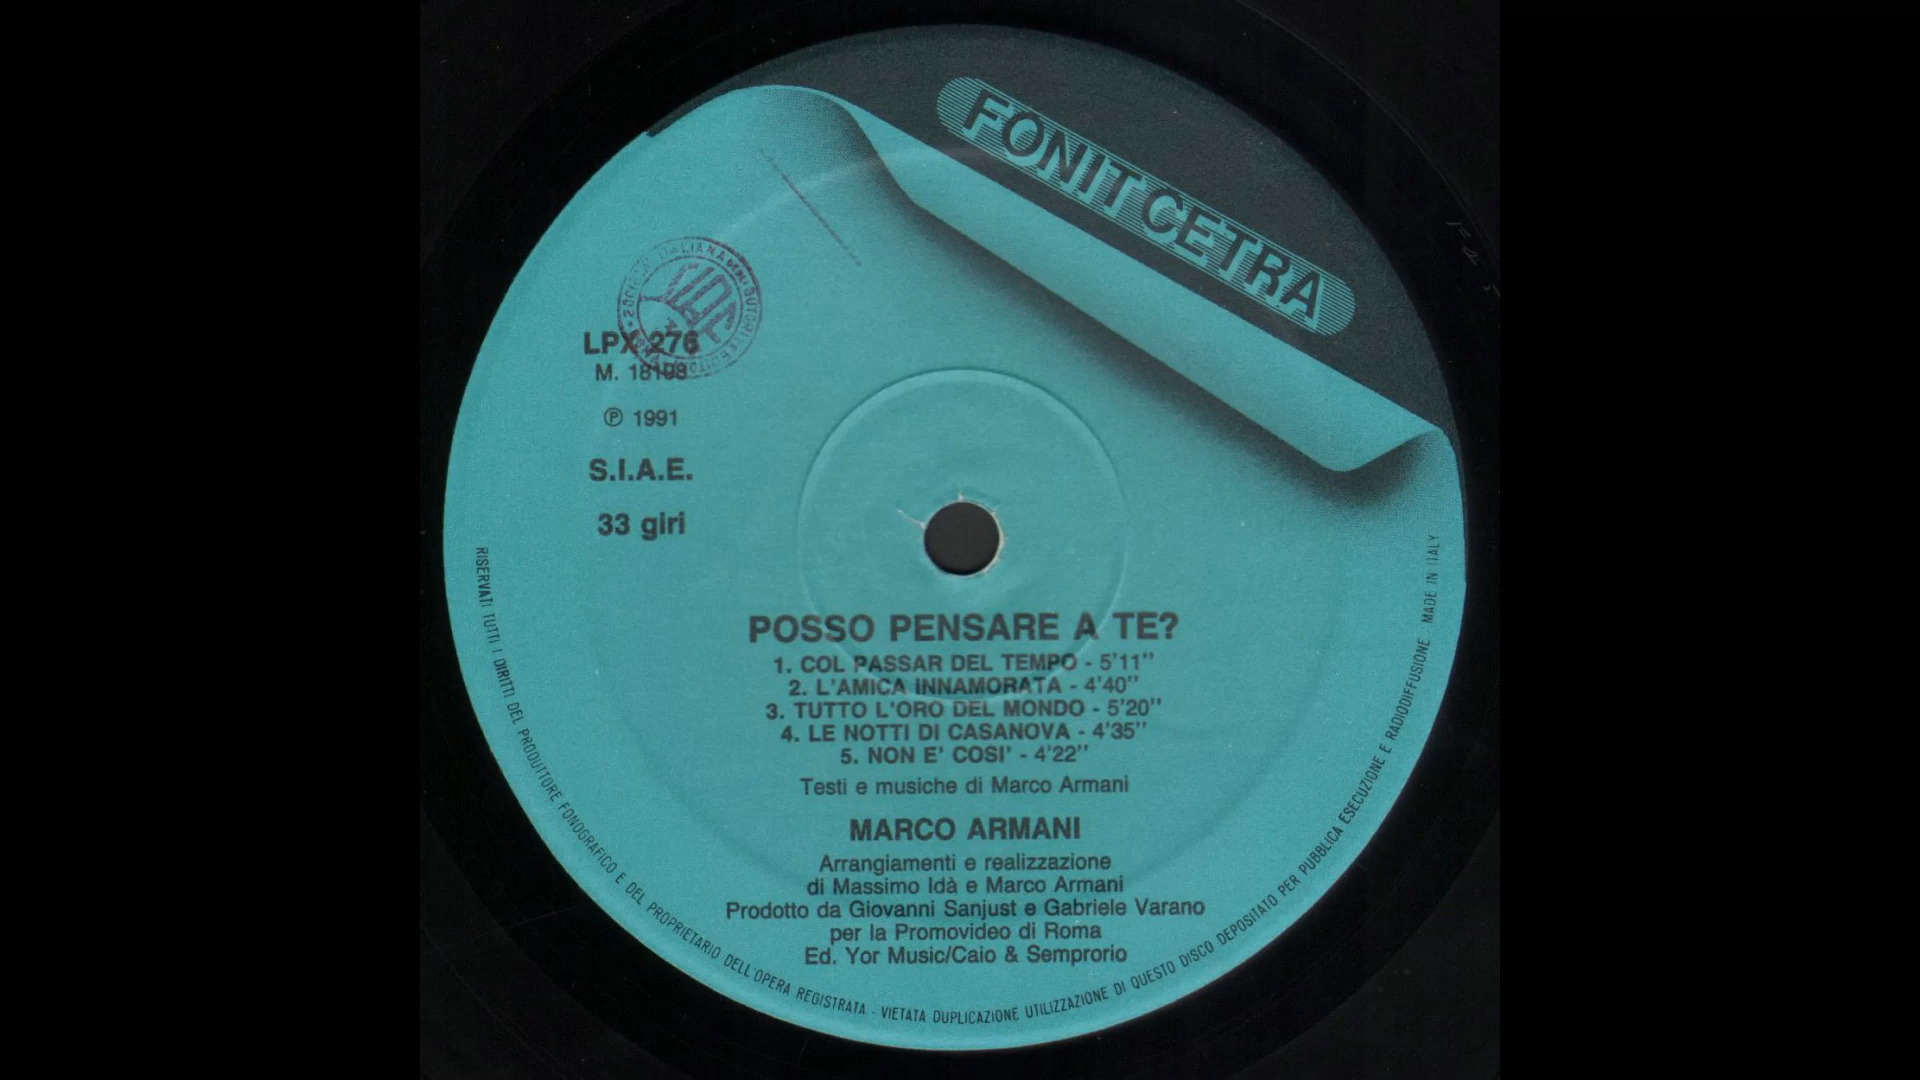 FONIT CETRA
LPX 276
M. 18198
Ⓟ 1991
S.I.A.E.
33 giri
POSSO PENSARE A TE?
1. COL PASSAR DEL TEMPO - 5'11''
2. L'AMICA INNAMORATA - 4'40''
3. TUTTO L'ORO DEL MONDO - 5'20''
4. LE NOTTI DI CASANOVA - 4'35''
5. NON E' COSI' - 4'22''
Testi e musiche di Marco Armani
MARCO ARMANI
Arrangiamenti e realizzazione
di Massimo Idà e Marco Armani
Prodotto da Giovanni Sanjust e Gabriele Varano
per la Promovideo di Roma
Ed. Yor Music/Caio & Semprorio
RISERVATI TUTTI I DIRITTI DEL PRODUTTORE FONOGRAFICO E DEL PROPRIETARIO DELL'OPERA REGISTRATA - VIETATA DUPLICAZIONE UTILIZZAZIONE DI QUESTO DISCO DEPOSITATO PER PUBBLICA ESECUZIONE E RADIODIFFUSIONE MADE IN ITALY